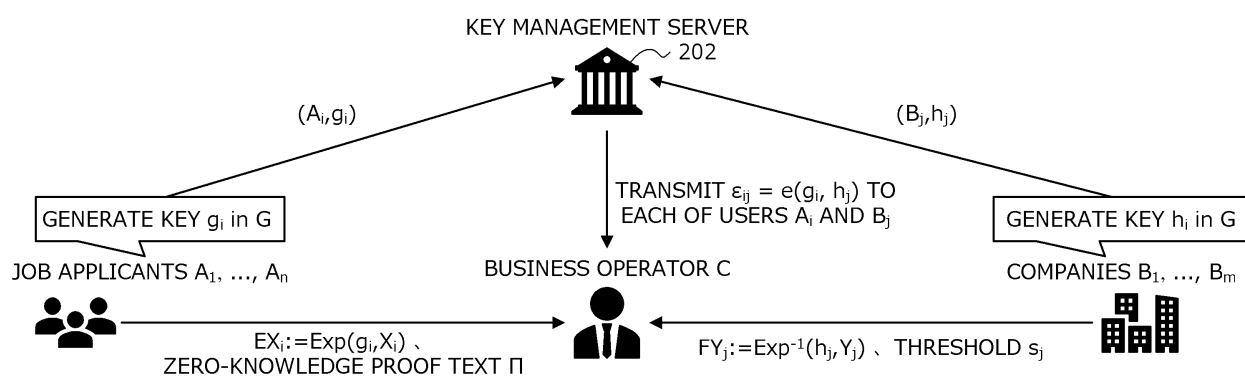 KEY MANAGEMENT SERVER
202
(Aᵢ,gᵢ)
(Bⱼ,hⱼ)
TRANSMIT εᵢⱼ = e(gᵢ, hⱼ) TO
EACH OF USERS Aᵢ AND Bⱼ
GENERATE KEY gᵢ in G
GENERATE KEY hᵢ in G
JOB APPLICANTS A₁, ..., Aₙ
BUSINESS OPERATOR C
COMPANIES B₁, ..., Bₘ
EXᵢ:=Exp(gᵢ,Xᵢ) 、
ZERO-KNOWLEDGE PROOF TEXT Π
FYⱼ:=Exp⁻¹(hⱼ,Yⱼ) 、THRESHOLD sⱼ